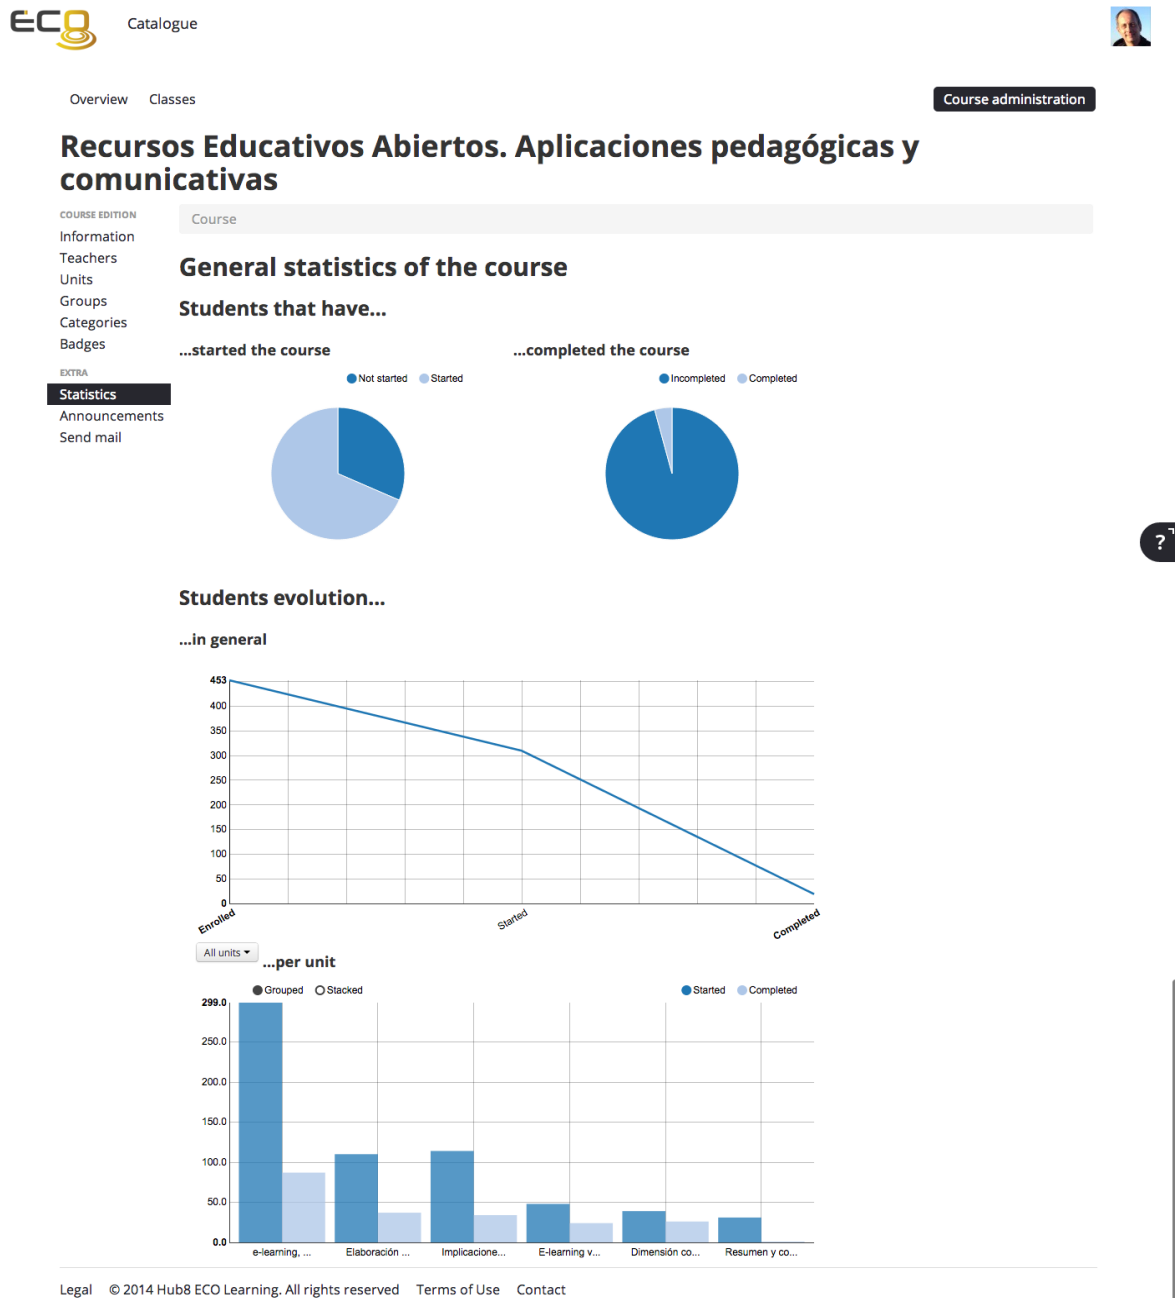 ECO
Catalogue
Overview Classes
Course administration
Recursos Educativos Abiertos. Aplicaciones pedagógicas y
comunicativas
COURSE EDITION
Information
Teachers
Units
Groups
Categories
Badges
EXTRA
Statistics
Announcements
Send mail
Course
General statistics of the course
Students that have...
...started the course
Not started Started
...completed the course
Incompleted Completed
?
Students evolution...
...in general
453
400
350
300
250
200
150
100
50
0
Enrolled Started Completed
All units
...per unit
Grouped Stacked
Started Completed
299.0
250.0
200.0
150.0
100.0
50.0
0.0
e-learning, ... Elaboración ... Implicacione... E-learning v... Dimensión co... Resumen y co...
Legal © 2014 Hub8 ECO Learning. All rights reserved Terms of Use Contact